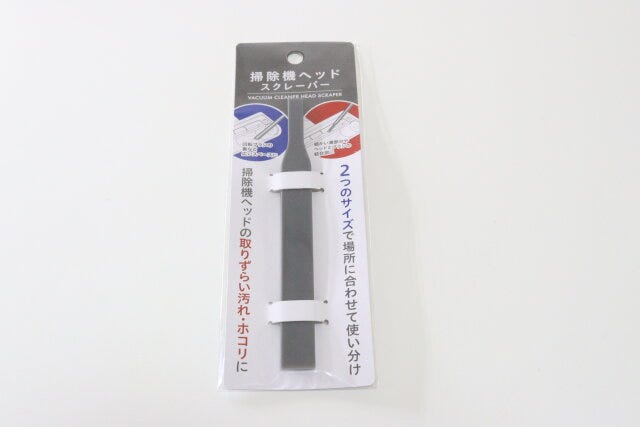 掃除機ヘッド
スクレーパー
VACUUM CLEANER HEAD SCRAPER
2つのサイズで場所に合わせて使い分け
掃除機ヘッドの取りずらい汚れ・ホコリに